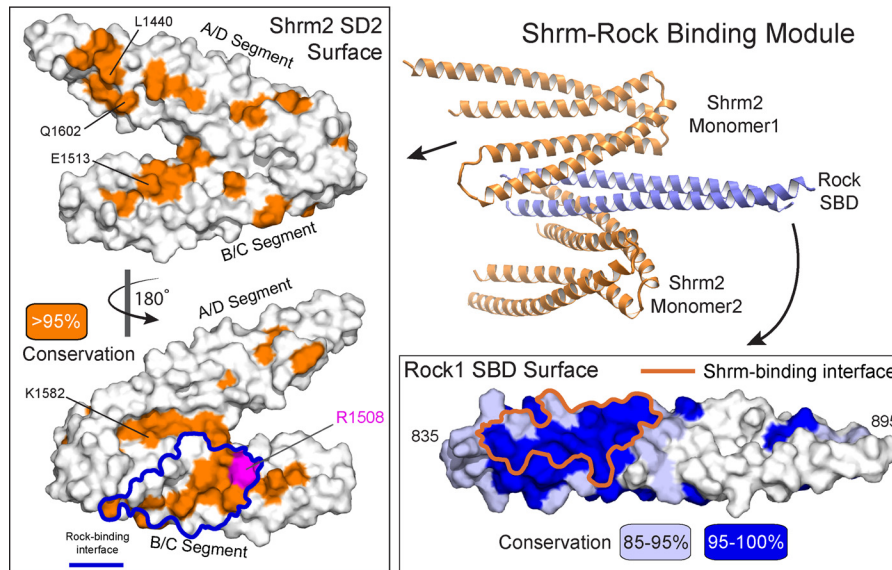 Shrm2 SD2
Surface
L1440
A/D Segment
Q1602
E1513
B/C Segment
180°
>95%
Conservation
A/D Segment
K1582
R1508
Rock-binding
interface
B/C Segment
Shrm-Rock Binding Module
Shrm2
Monomer1
Rock
SBD
Shrm2
Monomer2
Rock1 SBD Surface
Shrm-binding interface
835
895
Conservation
85-95%
95-100%